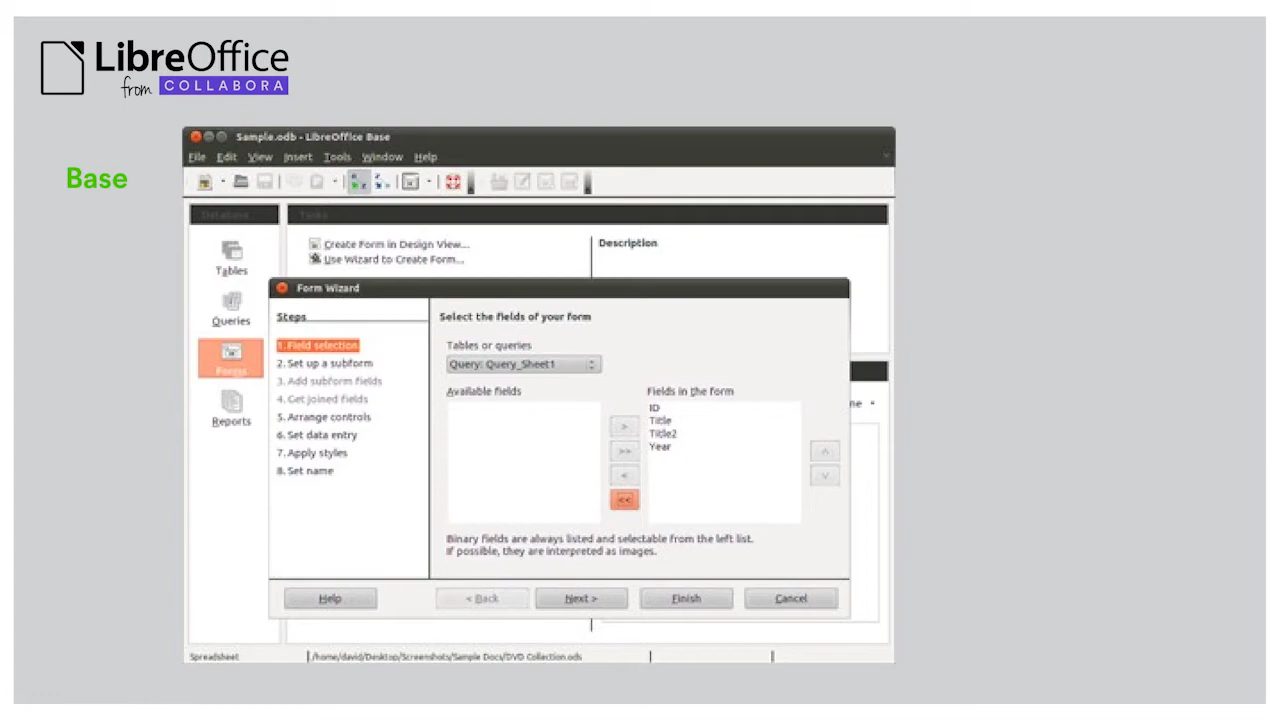 LibreOffice
from COLLABORA
Base
Sample.odb - LibreOffice Base
File Edit View Insert Tools Window Help
Database
Tasks
Create Form in Design View...
Use Wizard to Create Form...
Description
Tables
Queries
Forms
Reports
Form Wizard
Steps
1. Field selection
2. Set up a subform
3. Add subform fields
4. Get joined fields
5. Arrange controls
6. Set data entry
7. Apply styles
8. Set name
Select the fields of your form
Tables or queries
Query: Query_Sheet1
Available fields
Fields in the form
ID
Title
Title2
Year
>
>>
<
<<
Binary fields are always listed and selectable from the left list.
If possible, they are interpreted as images.
Help
< Back
Next >
Finish
Cancel
Spreadsheet
/home/david/Desktop/Screenshots/Sample Docs/DVD Collection.ods